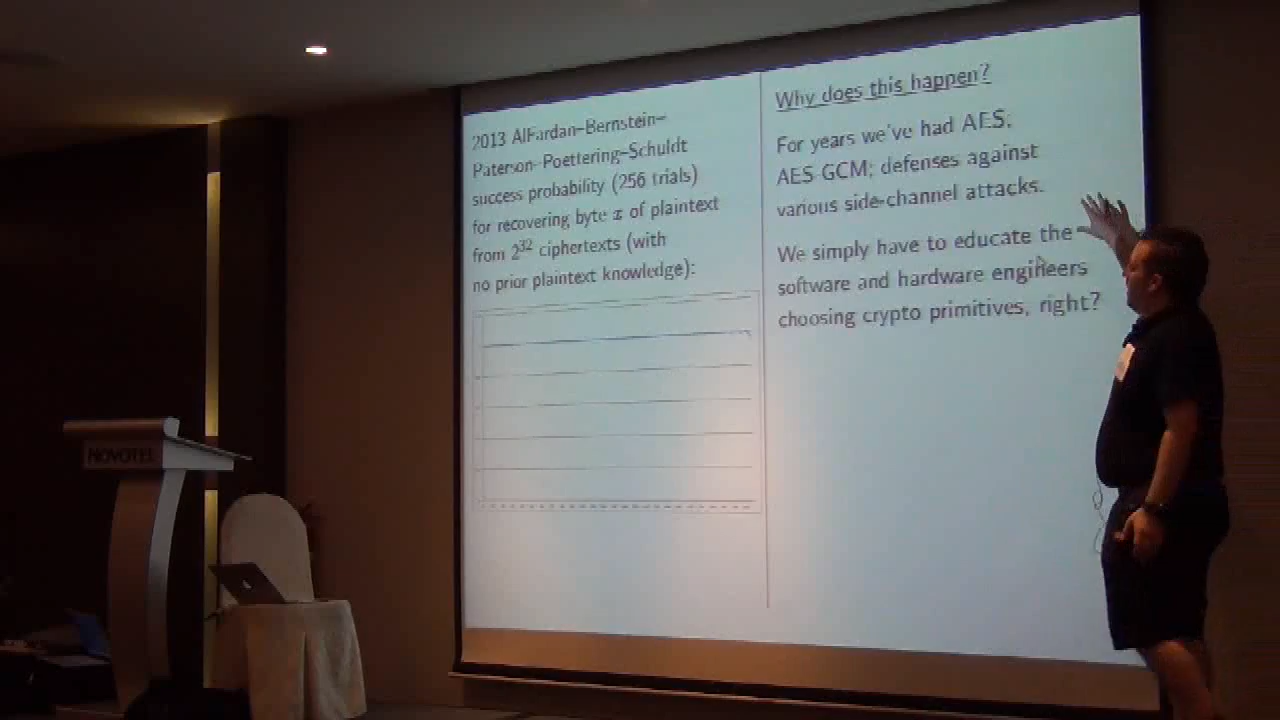 2013 AlFardan–Bernstein–
Paterson–Poettering–Schuldt
success probability (256 trials)
for recovering byte x of plaintext
from 2^32 ciphertexts (with
no prior plaintext knowledge):
Why does this happen?
For years we've had AES;
AES-GCM; defenses against
various side-channel attacks.
We simply have to educate the
software and hardware engineers
choosing crypto primitives, right?
NOVOTEL